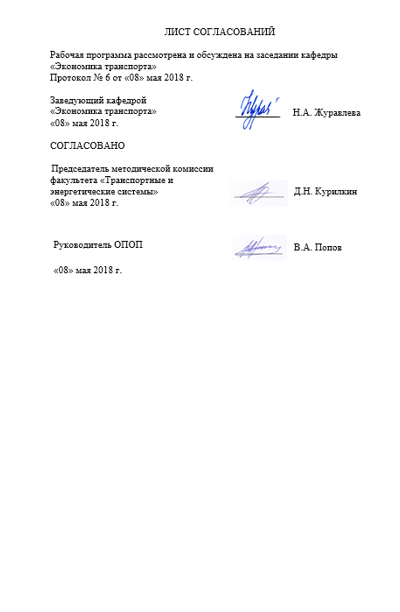 ЛИСТ СОГЛАСОВАНИЙ
Рабочая программа рассмотрена и обсуждена на заседании кафедры
«Экономика транспорта»
Протокол № 6 от «08» мая 2018 г.
Заведующий кафедрой
«Экономика транспорта»
Н.А. Журавлева
«08» мая 2018 г.
СОГЛАСОВАНО
Председатель методической комиссии
факультета «Транспортные и
энергетические системы»
Д.Н. Курилкин
«08» мая 2018 г.
Руководитель ОПОП
В.А. Попов
«08» мая 2018 г.